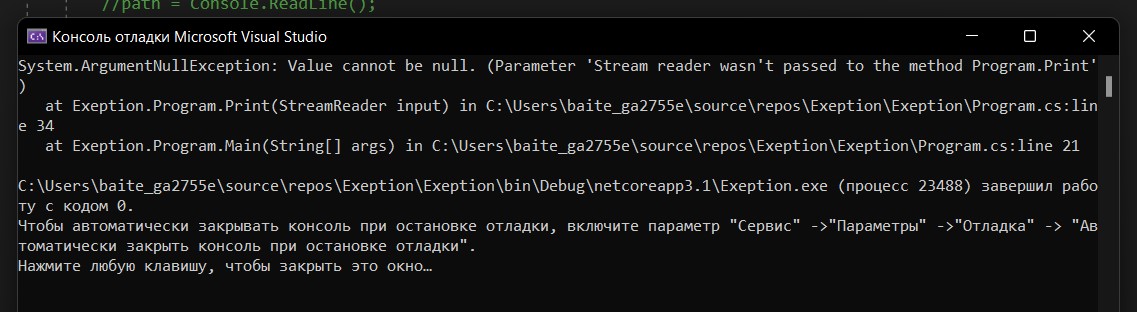 //path = Console.ReadLine();
Консоль отладки Microsoft Visual Studio
System.ArgumentNullException: Value cannot be null. (Parameter 'Stream reader wasn't passed to the method Program.Print'
)
   at Exeption.Program.Print(StreamReader input) in C:\Users\baite_ga2755e\source\repos\Exeption\Exeption\Program.cs:lin
e 34
   at Exeption.Program.Main(String[] args) in C:\Users\baite_ga2755e\source\repos\Exeption\Exeption\Program.cs:line 21
C:\Users\baite_ga2755e\source\repos\Exeption\Exeption\bin\Debug\netcoreapp3.1\Exeption.exe (процесс 23488) завершил рабо
ту с кодом 0.
Чтобы автоматически закрывать консоль при остановке отладки, включите параметр "Сервис" ->"Параметры" ->"Отладка" -> "Ав
томатически закрыть консоль при остановке отладки".
Нажмите любую клавишу, чтобы закрыть это окно…